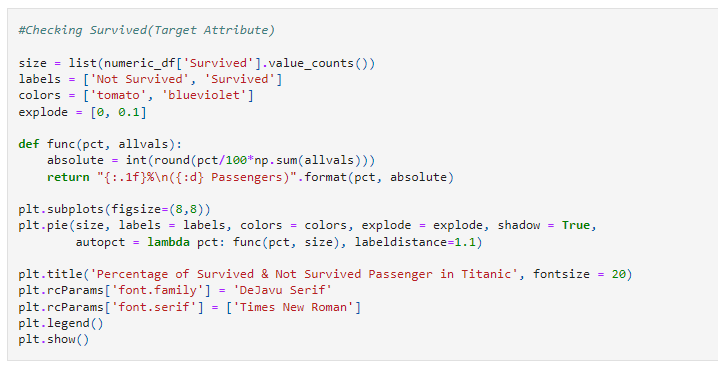 #Checking Survived(Target Attribute)
size = list(numeric_df['Survived'].value_counts())
labels = ['Not Survived', 'Survived']
colors = ['tomato', 'blueviolet']
explode = [0, 0.1]
def func(pct, allvals):
    absolute = int(round(pct/100*np.sum(allvals)))
    return "{:.1f}%\n({:d} Passengers)".format(pct, absolute)
plt.subplots(figsize=(8,8))
plt.pie(size, labels = labels, colors = colors, explode = explode, shadow = True,
        autopct = lambda pct: func(pct, size), labeldistance=1.1)
plt.title('Percentage of Survived & Not Survived Passenger in Titanic', fontsize = 20)
plt.rcParams['font.family'] = 'DeJavu Serif'
plt.rcParams['font.serif'] = ['Times New Roman']
plt.legend()
plt.show()